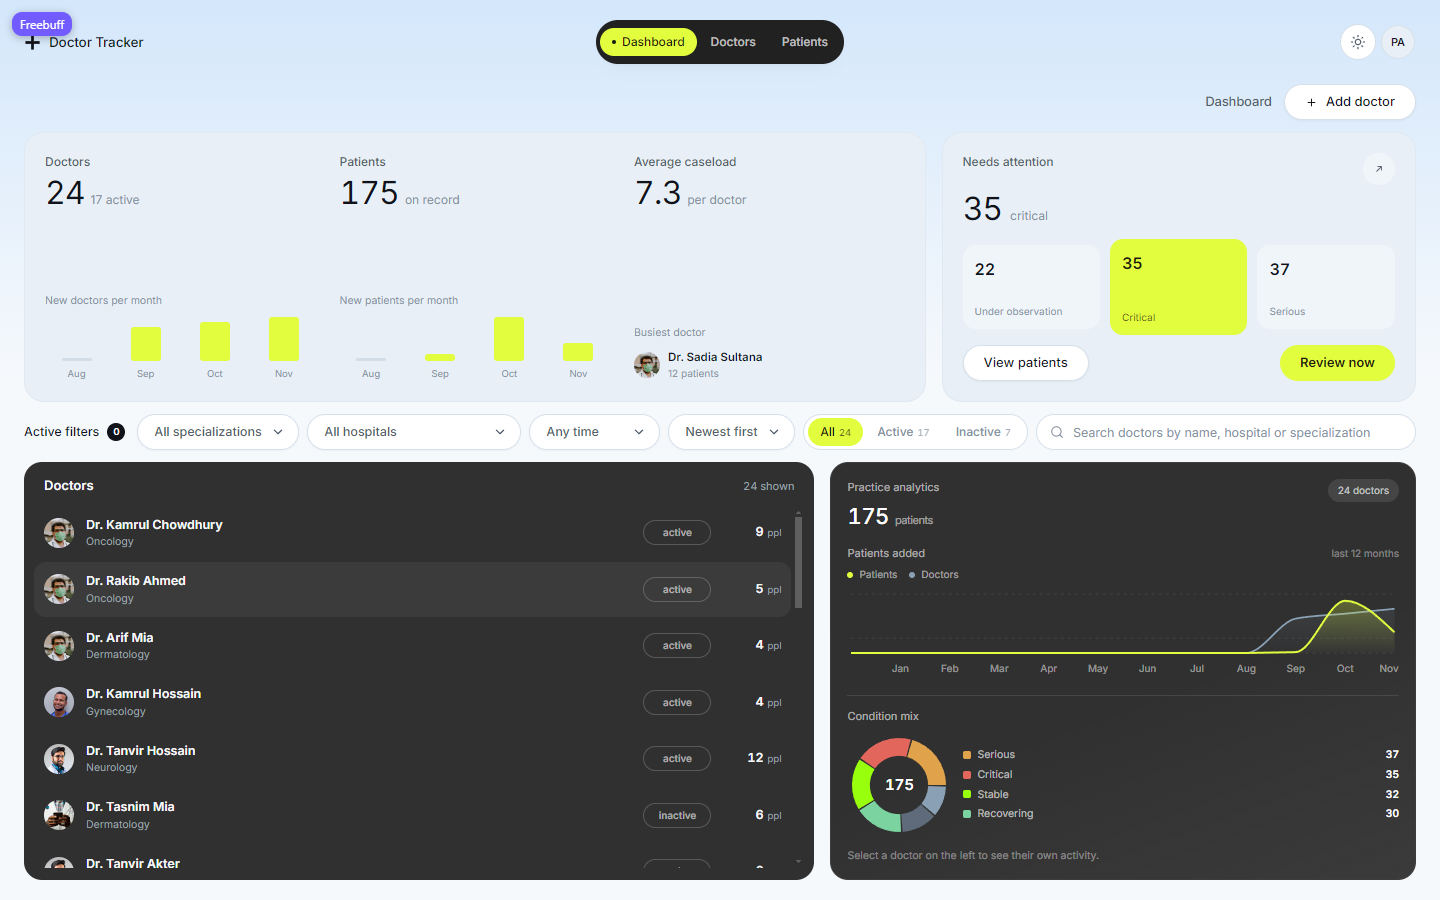 Freebuff
Doctor Tracker
Dashboard
Doctors
Patients
PA
Dashboard
+ Add doctor
Doctors
24 17 active
New doctors per month
Aug Sep Oct Nov
Patients
175 on record
New patients per month
Aug Sep Oct Nov
Average caseload
7.3 per doctor
Busiest doctor
Dr. Sadia Sultana
12 patients
Needs attention
35 critical
22
Under observation
35
Critical
37
Serious
View patients
Review now
Active filters 0
All specializations
All hospitals
Any time
Newest first
All 24
Active 17
Inactive 7
Search doctors by name, hospital or specialization
Doctors
24 shown
Dr. Kamrul Chowdhury
Oncology
active
9 ppl
Dr. Rakib Ahmed
Oncology
active
5 ppl
Dr. Arif Mia
Dermatology
active
4 ppl
Dr. Kamrul Hossain
Gynecology
active
4 ppl
Dr. Tanvir Hossain
Neurology
active
12 ppl
Dr. Tasnim Mia
Dermatology
inactive
6 ppl
Dr. Tanvir Akter
Practice analytics
24 doctors
175 patients
Patients added
last 12 months
Patients
Doctors
Jan Feb Mar Apr May Jun Jul Aug Sep Oct Nov
Condition mix
175
Serious 37
Critical 35
Stable 32
Recovering 30
Select a doctor on the left to see their own activity.